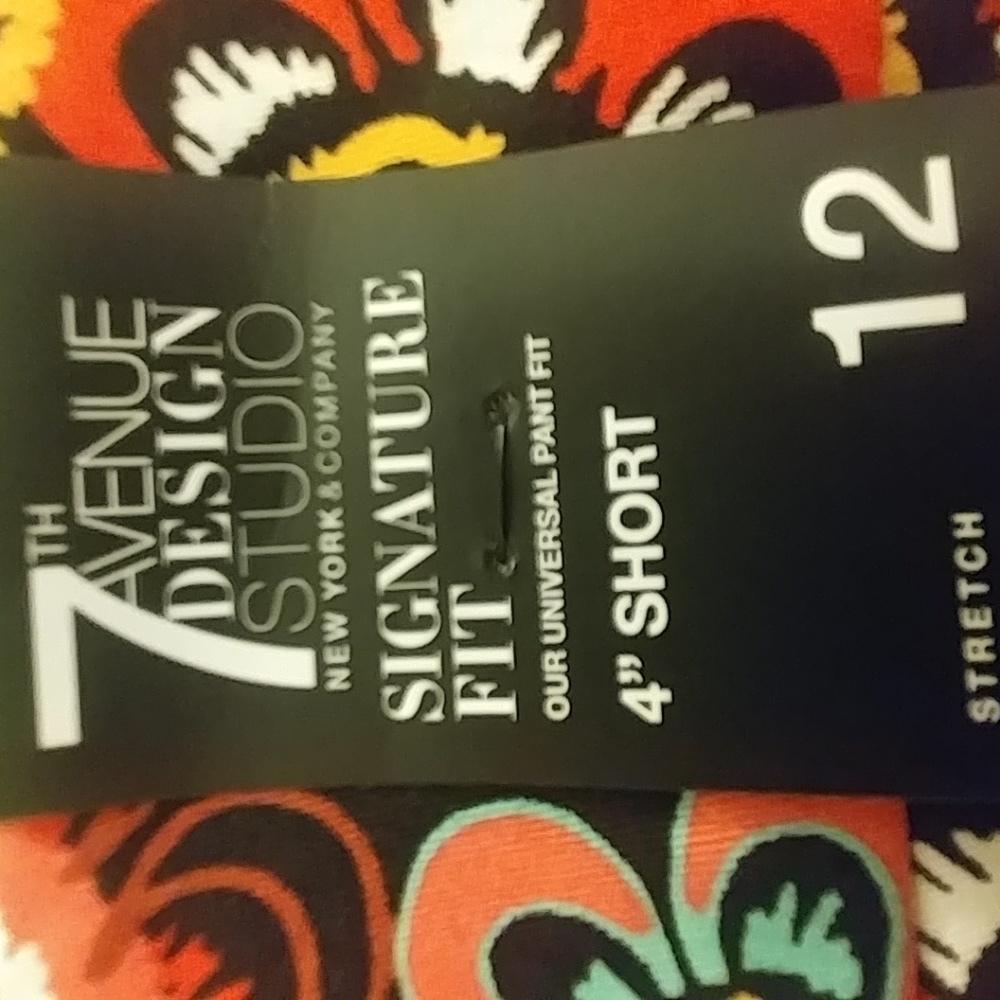 7TH
AVENUE
DESIGN
STUDIO
NEW YORK & COMPANY
SIGNATURE
FIT
OUR UNIVERSAL PANT FIT
4” SHORT
12
STRETCH